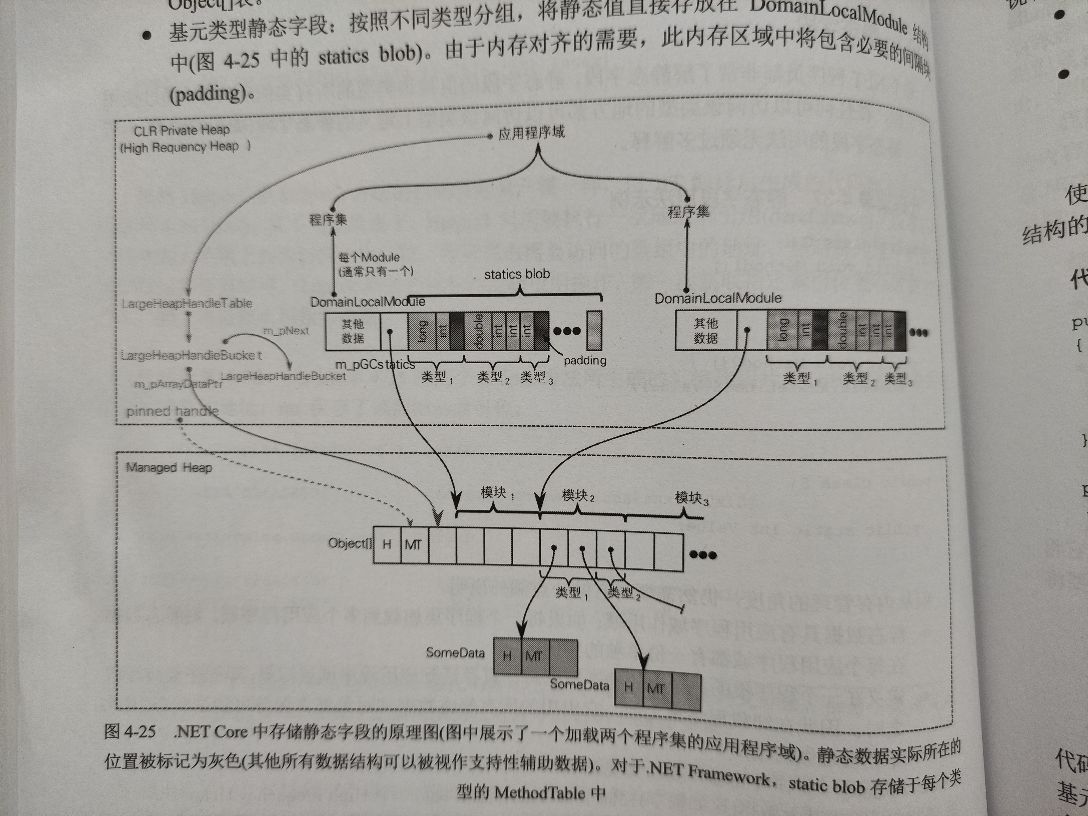 Object[]表。
• 基元类型静态字段：按照不同类型分组，将静态值直接存放在 DomainLocalModule 结构
中(图 4-25 中的 statics blob)。由于内存对齐的需要，此内存区域中将包含必要的间隔块
(padding)。
CLR Private Heap
(High Requency Heap )
应用程序域
程序集
程序集
每个Module
(通常只有一个)
statics blob
LargeHeapHandleTable
DomainLocalModule
DomainLocalModule
其他
数据
long
int
double
int
int
int
•••
其他
数据
long
int
double
int
int
int
•••
m_pNext
LargeHeapHandleBucket
m_pGCstatics
padding
m_pArrayDataPtr
LargeHeapHandleBucket
类型1
类型2
类型3
类型1
类型2
类型3
pinned handle
Managed Heap
模块1
模块2
模块3
Object[]
H
MT
•••
类型1
类型2
SomeData
H
MT
SomeData
H
MT
图 4-25 .NET Core 中存储静态字段的原理图(图中展示了一个加载两个程序集的应用程序域)。静态数据实际所在的
位置被标记为灰色(其他所有数据结构可以被视作支持性辅助数据)。对于.NET Framework，static blob 存储于每个类
型的 MethodTable 中
使
结构的
代
pu
{
}
p
代码
基元